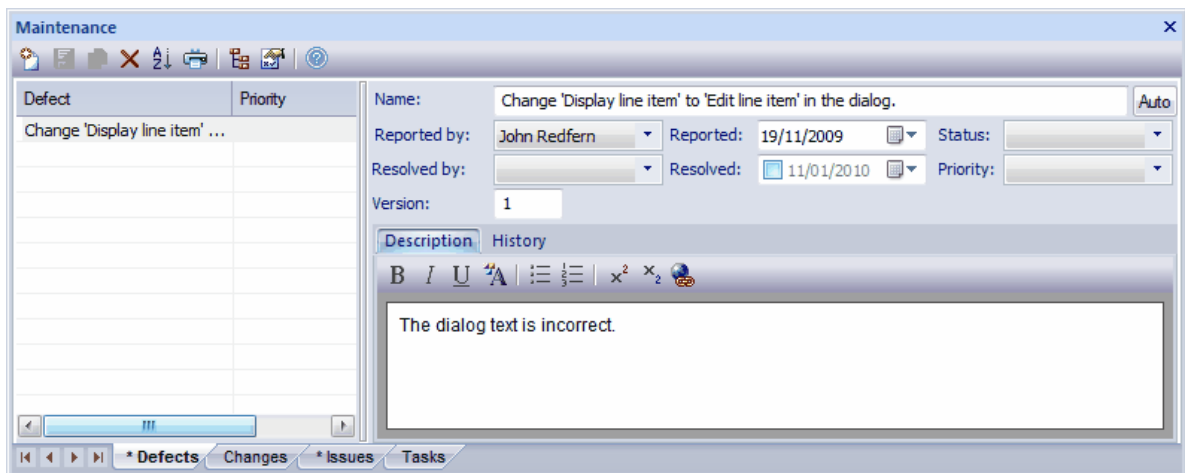 Maintenance
Defect Priority
Change 'Display line item' ...
Name: Change 'Display line item' to 'Edit line item' in the dialog. Auto
Reported by: John Redfern Reported: 19/11/2009 Status:
Resolved by: Resolved: 11/01/2010 Priority:
Version: 1
Description History
B I U A x² x₂
The dialog text is incorrect.
* Defects Changes * Issues Tasks